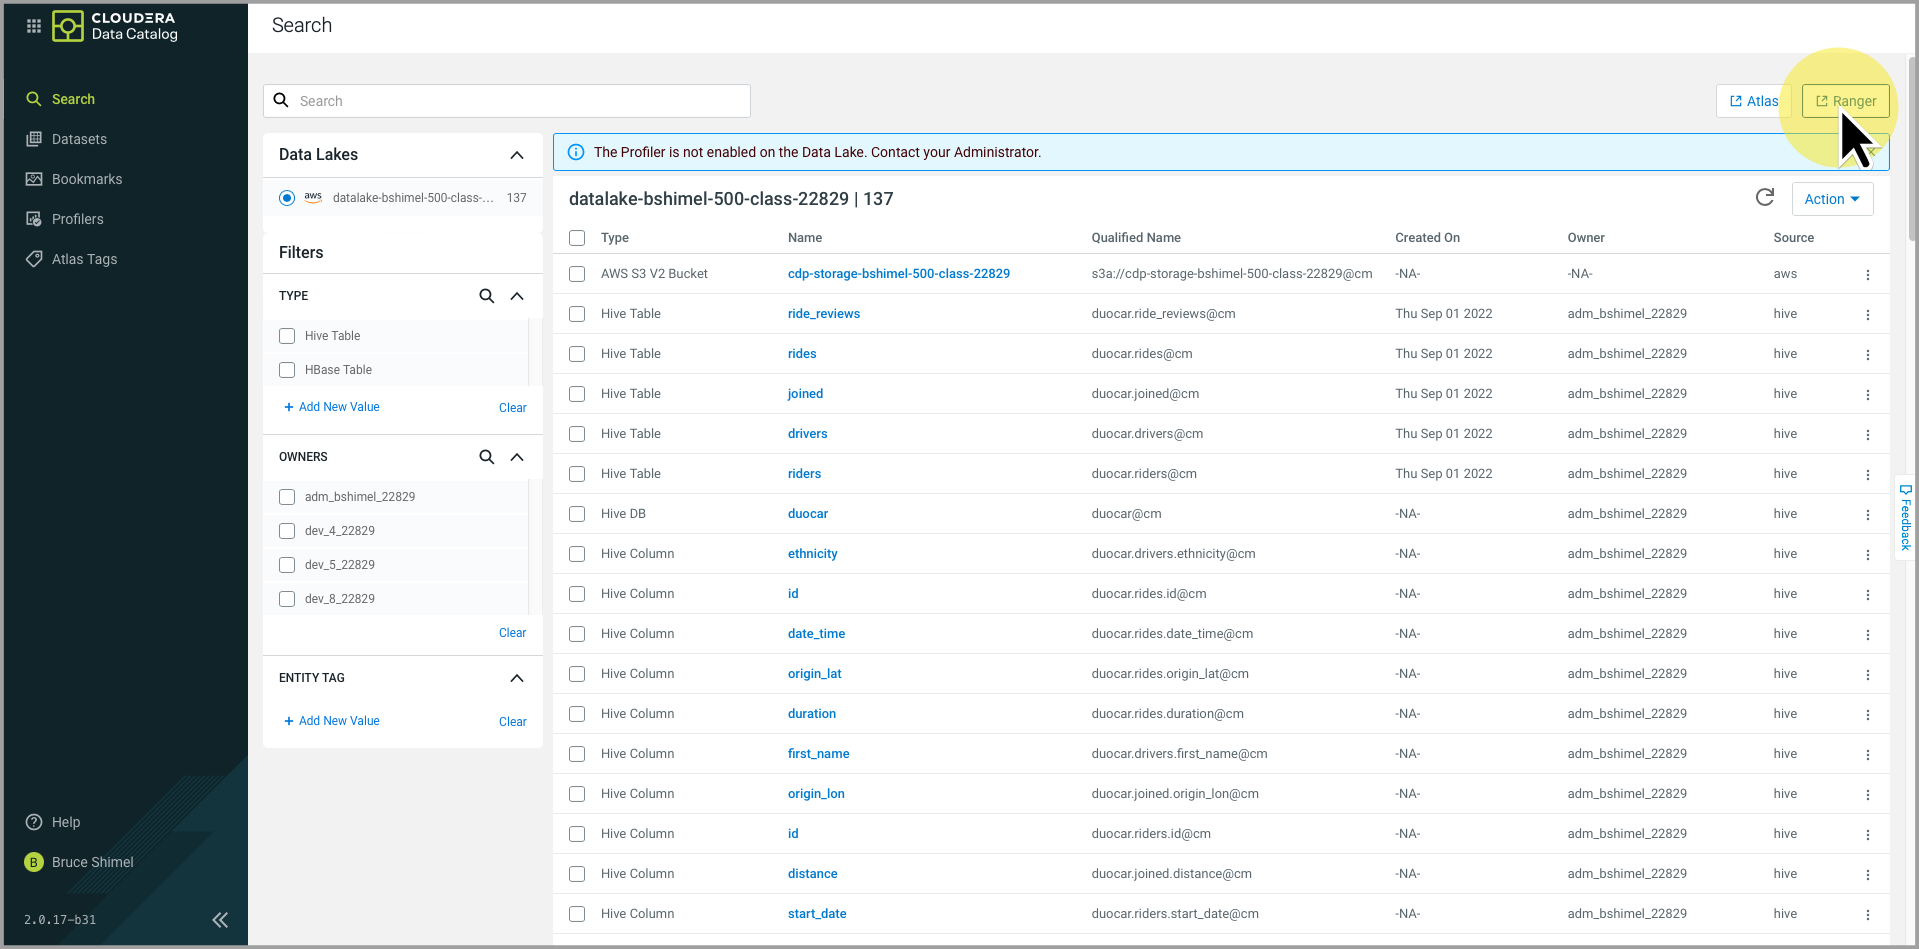 CLOUDERA
Data Catalog
Search
Search
Datasets
Bookmarks
Profilers
Atlas Tags
Help
B Bruce Shimel
2.0.17-b31
Search
Atlas
Ranger
Data Lakes
aws datalake-bshimel-500-class-... 137
Filters
TYPE
Hive Table
HBase Table
+ Add New Value Clear
OWNERS
adm_bshimel_22829
dev_4_22829
dev_5_22829
dev_8_22829
Clear
ENTITY TAG
+ Add New Value Clear
The Profiler is not enabled on the Data Lake. Contact your Administrator.
datalake-bshimel-500-class-22829 | 137
Action
Type Name Qualified Name Created On Owner Source
AWS S3 V2 Bucket cdp-storage-bshimel-500-class-22829 s3a://cdp-storage-bshimel-500-class-22829@cm -NA- -NA- aws
Hive Table ride_reviews duocar.ride_reviews@cm Thu Sep 01 2022 adm_bshimel_22829 hive
Hive Table rides duocar.rides@cm Thu Sep 01 2022 adm_bshimel_22829 hive
Hive Table joined duocar.joined@cm Thu Sep 01 2022 adm_bshimel_22829 hive
Hive Table drivers duocar.drivers@cm Thu Sep 01 2022 adm_bshimel_22829 hive
Hive Table riders duocar.riders@cm Thu Sep 01 2022 adm_bshimel_22829 hive
Hive DB duocar duocar@cm -NA- adm_bshimel_22829 hive
Hive Column ethnicity duocar.drivers.ethnicity@cm -NA- adm_bshimel_22829 hive
Hive Column id duocar.rides.id@cm -NA- adm_bshimel_22829 hive
Hive Column date_time duocar.rides.date_time@cm -NA- adm_bshimel_22829 hive
Hive Column origin_lat duocar.rides.origin_lat@cm -NA- adm_bshimel_22829 hive
Hive Column duration duocar.rides.duration@cm -NA- adm_bshimel_22829 hive
Hive Column first_name duocar.drivers.first_name@cm -NA- adm_bshimel_22829 hive
Hive Column origin_lon duocar.joined.origin_lon@cm -NA- adm_bshimel_22829 hive
Hive Column id duocar.riders.id@cm -NA- adm_bshimel_22829 hive
Hive Column distance duocar.joined.distance@cm -NA- adm_bshimel_22829 hive
Hive Column start_date duocar.riders.start_date@cm -NA- adm_bshimel_22829 hive
Feedback